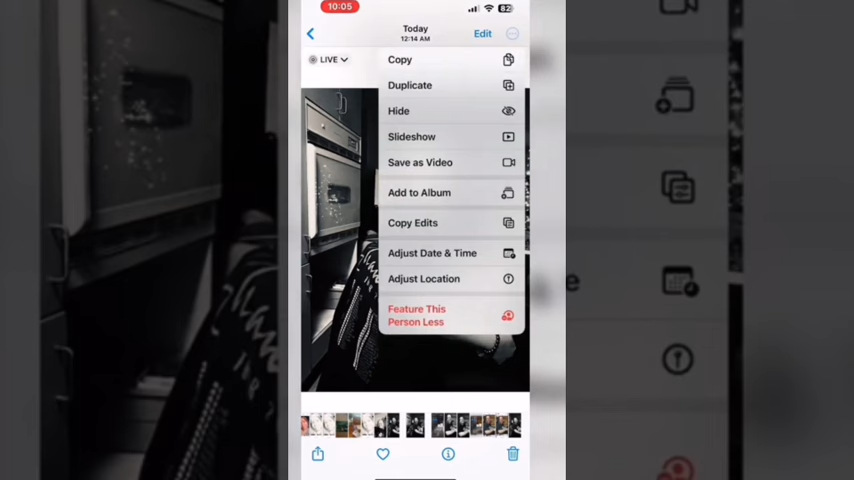 10:05
82
Today
12:14 AM
Edit
LIVE
Copy
Duplicate
Hide
Slideshow
Save as Video
Add to Album
Copy Edits
Adjust Date & Time
Adjust Location
Feature This
Person Less
e